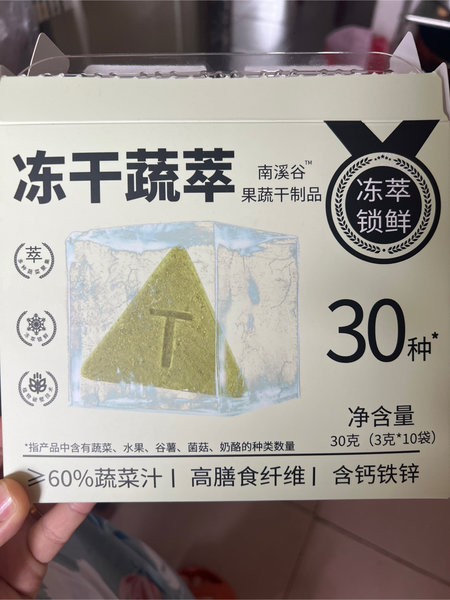 冻干蔬萃
南溪谷™
果蔬干制品
冻萃
锁鲜
萃
T
30种*
净含量
30克（3克*10袋）
*指产品中含有蔬菜、水果、谷薯、菌菇、奶酪的种类数量
≥60%蔬菜汁 | 高膳食纤维 | 含钙铁锌